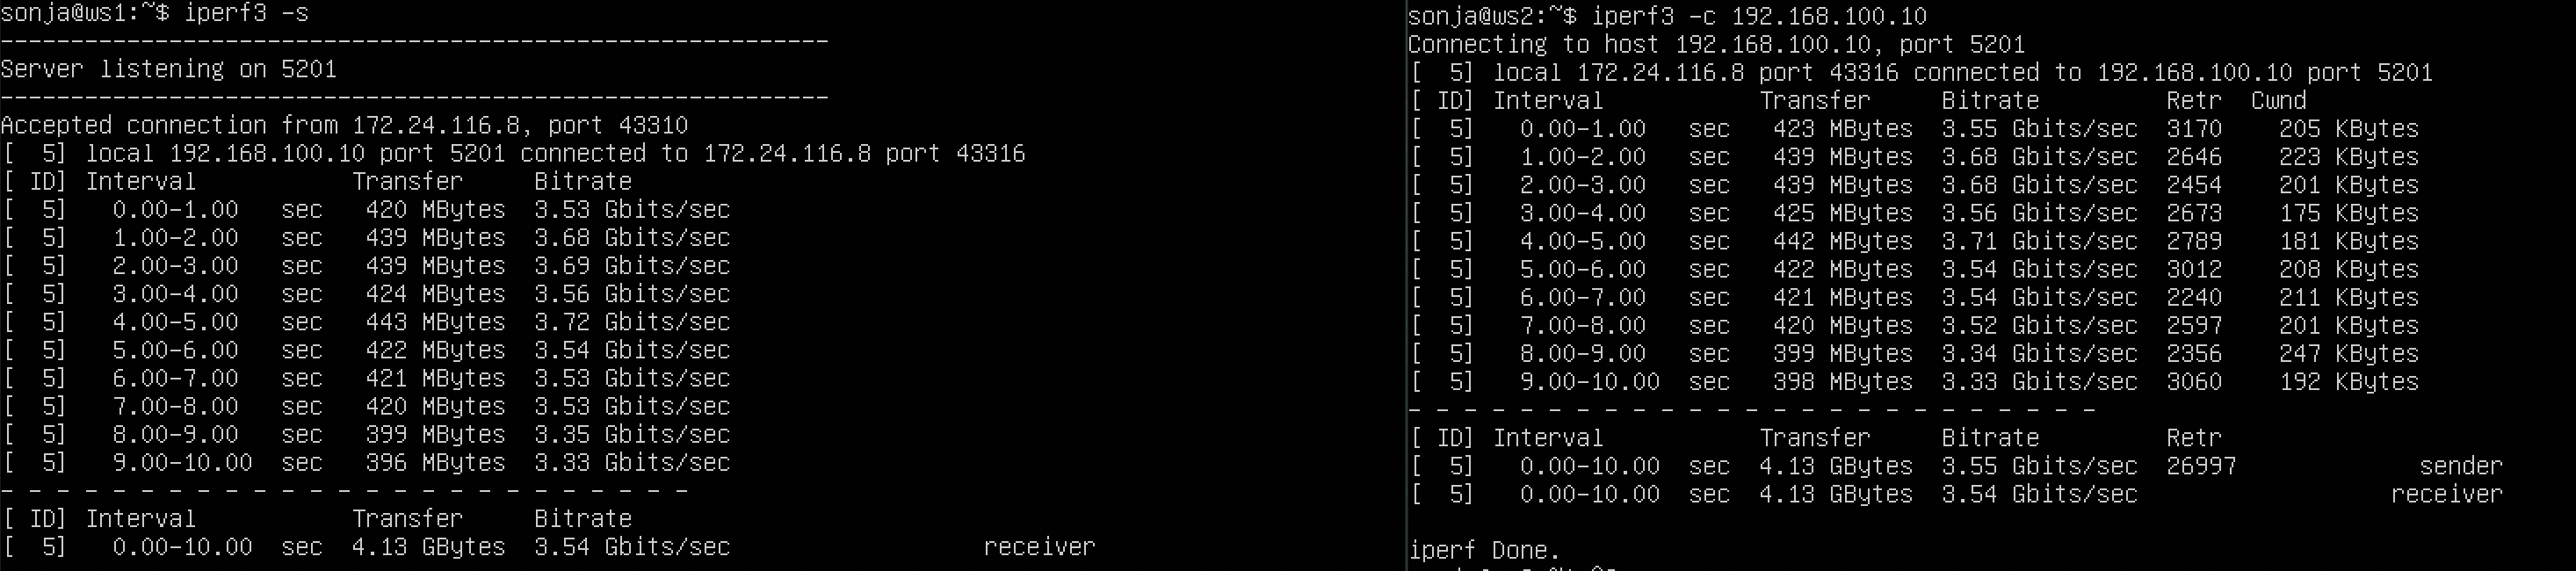 sonja@ws1:~$ iperf3 -s
-----------------------------------------------------------
Server listening on 5201
-----------------------------------------------------------
Accepted connection from 172.24.116.8, port 43310
[  5] local 192.168.100.10 port 5201 connected to 172.24.116.8 port 43316
[ ID] Interval           Transfer     Bitrate
[  5]   0.00-1.00   sec   420 MBytes  3.53 Gbits/sec
[  5]   1.00-2.00   sec   439 MBytes  3.68 Gbits/sec
[  5]   2.00-3.00   sec   439 MBytes  3.69 Gbits/sec
[  5]   3.00-4.00   sec   424 MBytes  3.56 Gbits/sec
[  5]   4.00-5.00   sec   443 MBytes  3.72 Gbits/sec
[  5]   5.00-6.00   sec   422 MBytes  3.54 Gbits/sec
[  5]   6.00-7.00   sec   421 MBytes  3.53 Gbits/sec
[  5]   7.00-8.00   sec   420 MBytes  3.53 Gbits/sec
[  5]   8.00-9.00   sec   399 MBytes  3.35 Gbits/sec
[  5]   9.00-10.00  sec   396 MBytes  3.33 Gbits/sec
- - - - - - - - - - - - - - - - - - - - - - - - -
[ ID] Interval           Transfer     Bitrate
[  5]   0.00-10.00  sec  4.13 GBytes  3.54 Gbits/sec                  receiver
sonja@ws2:~$ iperf3 -c 192.168.100.10
Connecting to host 192.168.100.10, port 5201
[  5] local 172.24.116.8 port 43316 connected to 192.168.100.10 port 5201
[ ID] Interval           Transfer     Bitrate         Retr  Cwnd
[  5]   0.00-1.00   sec   423 MBytes  3.55 Gbits/sec  3170    205 KBytes
[  5]   1.00-2.00   sec   439 MBytes  3.68 Gbits/sec  2646    223 KBytes
[  5]   2.00-3.00   sec   439 MBytes  3.68 Gbits/sec  2454    201 KBytes
[  5]   3.00-4.00   sec   425 MBytes  3.56 Gbits/sec  2673    175 KBytes
[  5]   4.00-5.00   sec   442 MBytes  3.71 Gbits/sec  2789    181 KBytes
[  5]   5.00-6.00   sec   422 MBytes  3.54 Gbits/sec  3012    208 KBytes
[  5]   6.00-7.00   sec   421 MBytes  3.54 Gbits/sec  2240    211 KBytes
[  5]   7.00-8.00   sec   420 MBytes  3.52 Gbits/sec  2597    201 KBytes
[  5]   8.00-9.00   sec   399 MBytes  3.34 Gbits/sec  2356    247 KBytes
[  5]   9.00-10.00  sec   398 MBytes  3.33 Gbits/sec  3060    192 KBytes
- - - - - - - - - - - - - - - - - - - - - - - - -
[ ID] Interval           Transfer     Bitrate         Retr
[  5]   0.00-10.00  sec  4.13 GBytes  3.55 Gbits/sec  26997             sender
[  5]   0.00-10.00  sec  4.13 GBytes  3.54 Gbits/sec                  receiver
iperf Done.